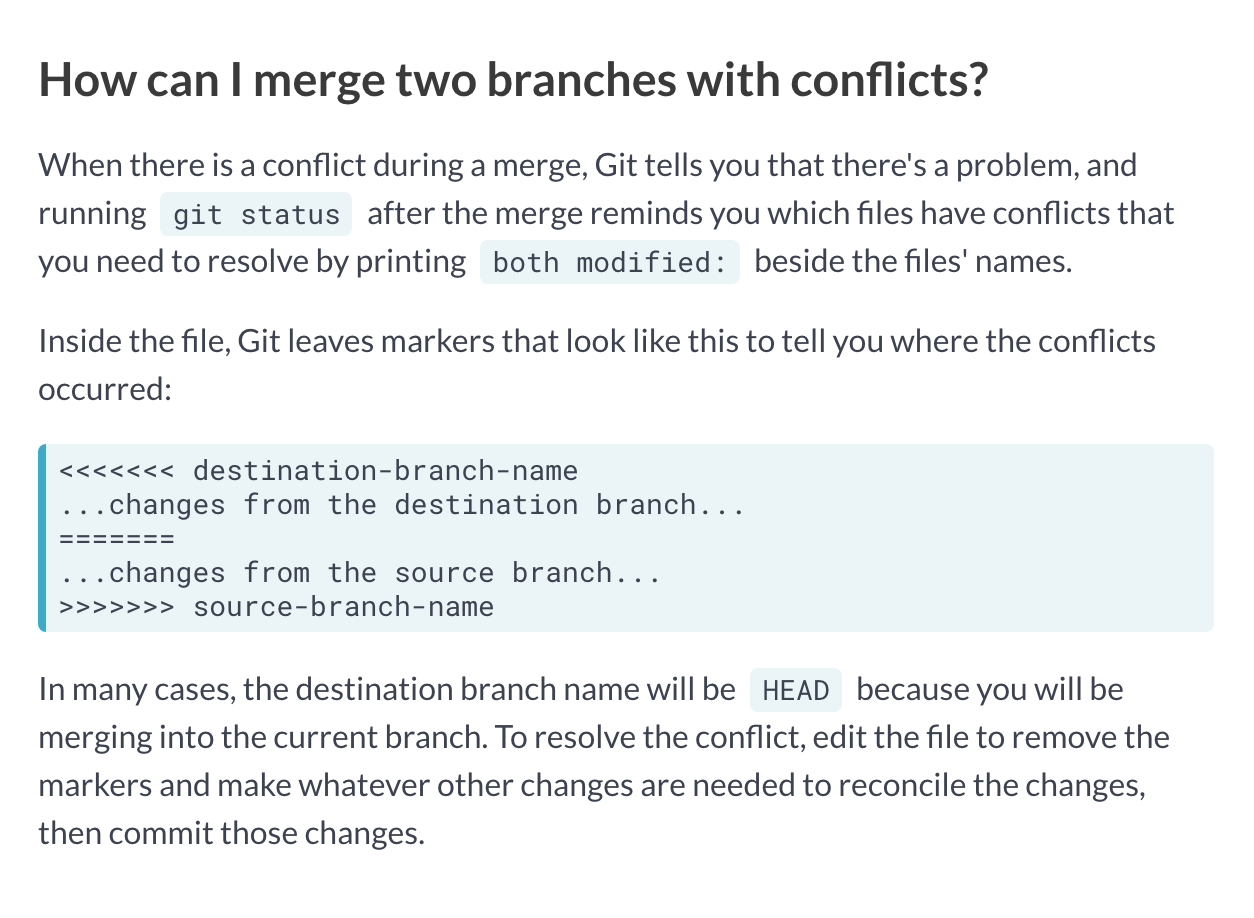 How can I merge two branches with conflicts?
When there is a conflict during a merge, Git tells you that there's a problem, and
running git status after the merge reminds you which files have conflicts that
you need to resolve by printing both modified: beside the files' names.
Inside the file, Git leaves markers that look like this to tell you where the conflicts
occurred:
<<<<<<< destination-branch-name
...changes from the destination branch...
=======
...changes from the source branch...
>>>>>>> source-branch-name
In many cases, the destination branch name will be HEAD because you will be
merging into the current branch. To resolve the conflict, edit the file to remove the
markers and make whatever other changes are needed to reconcile the changes,
then commit those changes.